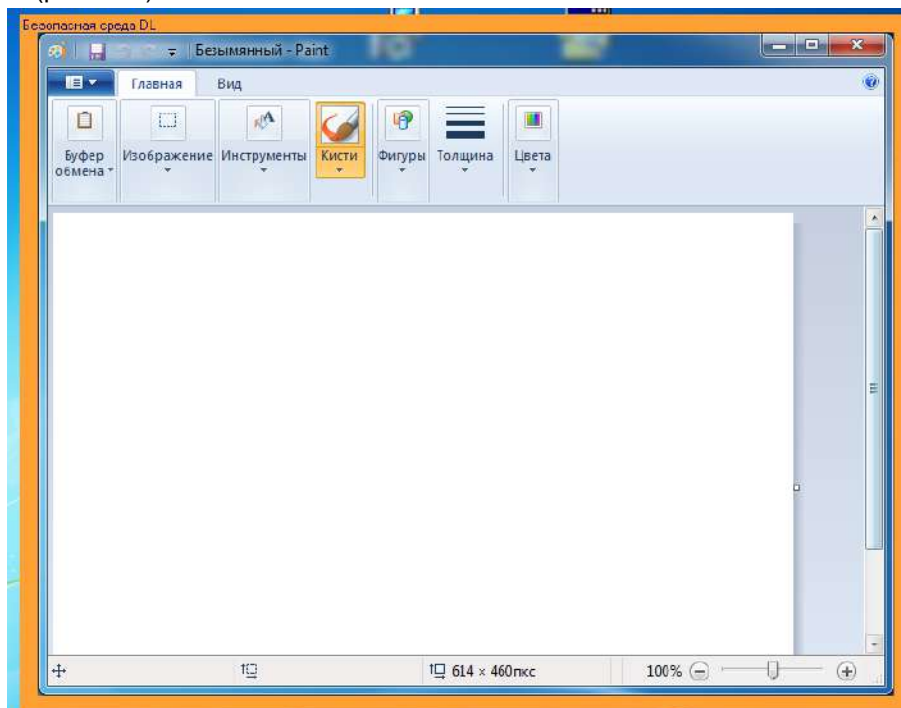 Безопасная среда DL
Безымянный - Paint
Главная Вид
Буфер обмена Изображение Инструменты Кисти Фигуры Толщина Цвета
614 × 460пкс 100%